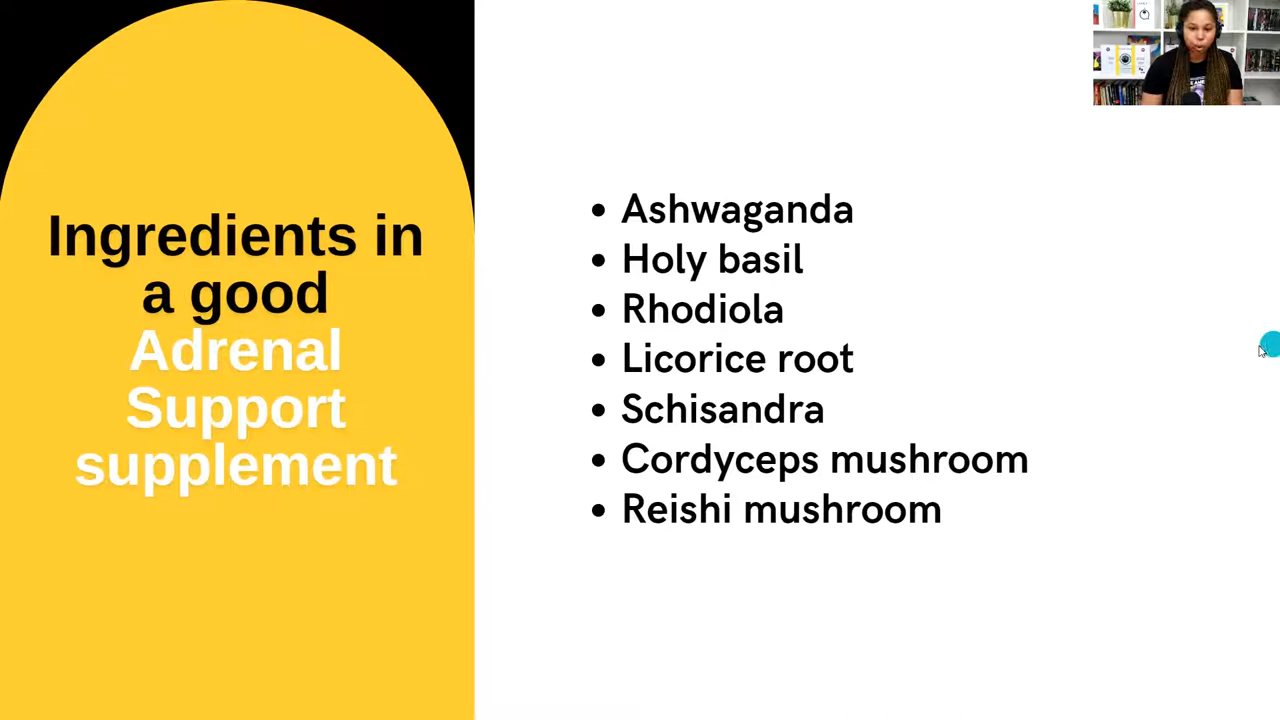 Ingredients in
a good
Adrenal
Support
supplement
Ashwaganda
Holy basil
Rhodiola
Licorice root
Schisandra
Cordyceps mushroom
Reishi mushroom